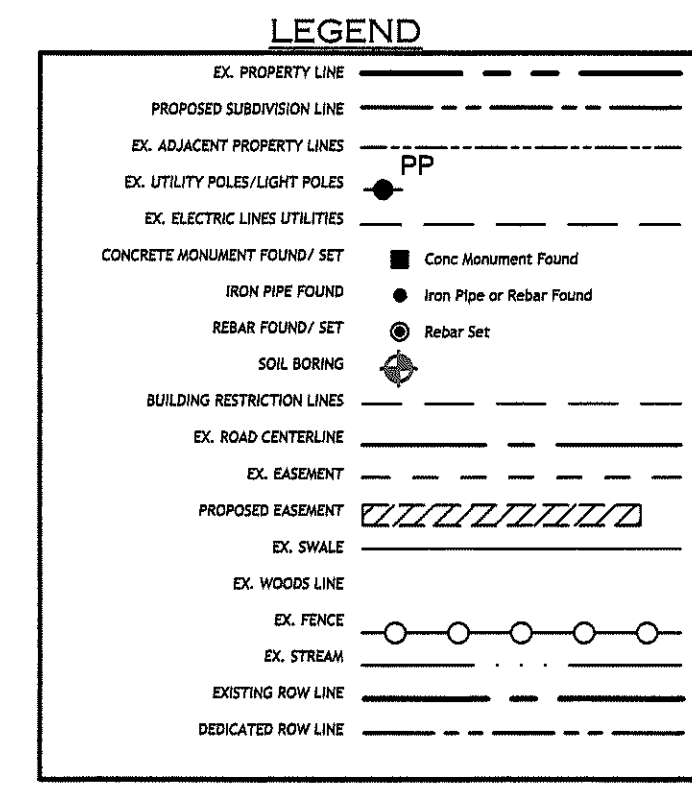 LEGEND
EX. PROPERTY LINE
PROPOSED SUBDIVISION LINE
EX. ADJACENT PROPERTY LINES
EX. UTILITY POLES/LIGHT POLES PP
EX. ELECTRIC LINES UTILITIES
CONCRETE MONUMENT FOUND/ SET Conc Monument Found
IRON PIPE FOUND Iron Pipe or Rebar Found
REBAR FOUND/ SET Rebar Set
SOIL BORING
BUILDING RESTRICTION LINES
EX. ROAD CENTERLINE
EX. EASEMENT
PROPOSED EASEMENT
EX. SWALE
EX. WOODS LINE
EX. FENCE
EX. STREAM
EXISTING ROW LINE
DEDICATED ROW LINE